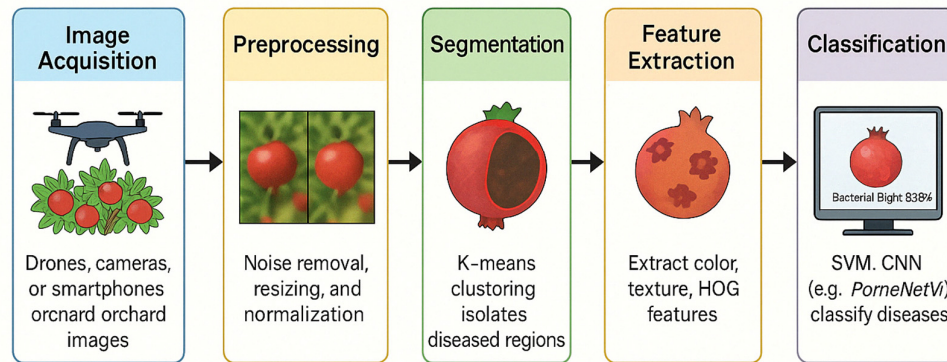 Image
Acquisition
Drones, cameras,
or smartphones
orcnard orchard
images
Preprocessing
Noise removal,
resizing, and
normalization
Segmentation
K-means
clustoring
isolates
diseased regions
Feature
Extraction
Extract color,
texture, HOG
features
Classification
Bacterial Bight 838%
SVM. CNN
(e.g. PorneNetVi)
classify diseases